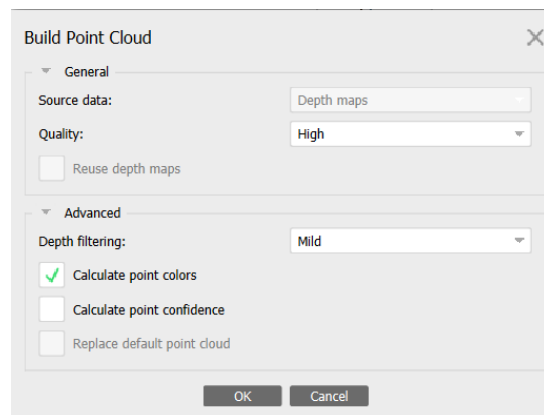 Build Point Cloud
General
Source data: Depth maps
Quality: High
Reuse depth maps
Advanced
Depth filtering: Mild
Calculate point colors
Calculate point confidence
Replace default point cloud
OK Cancel